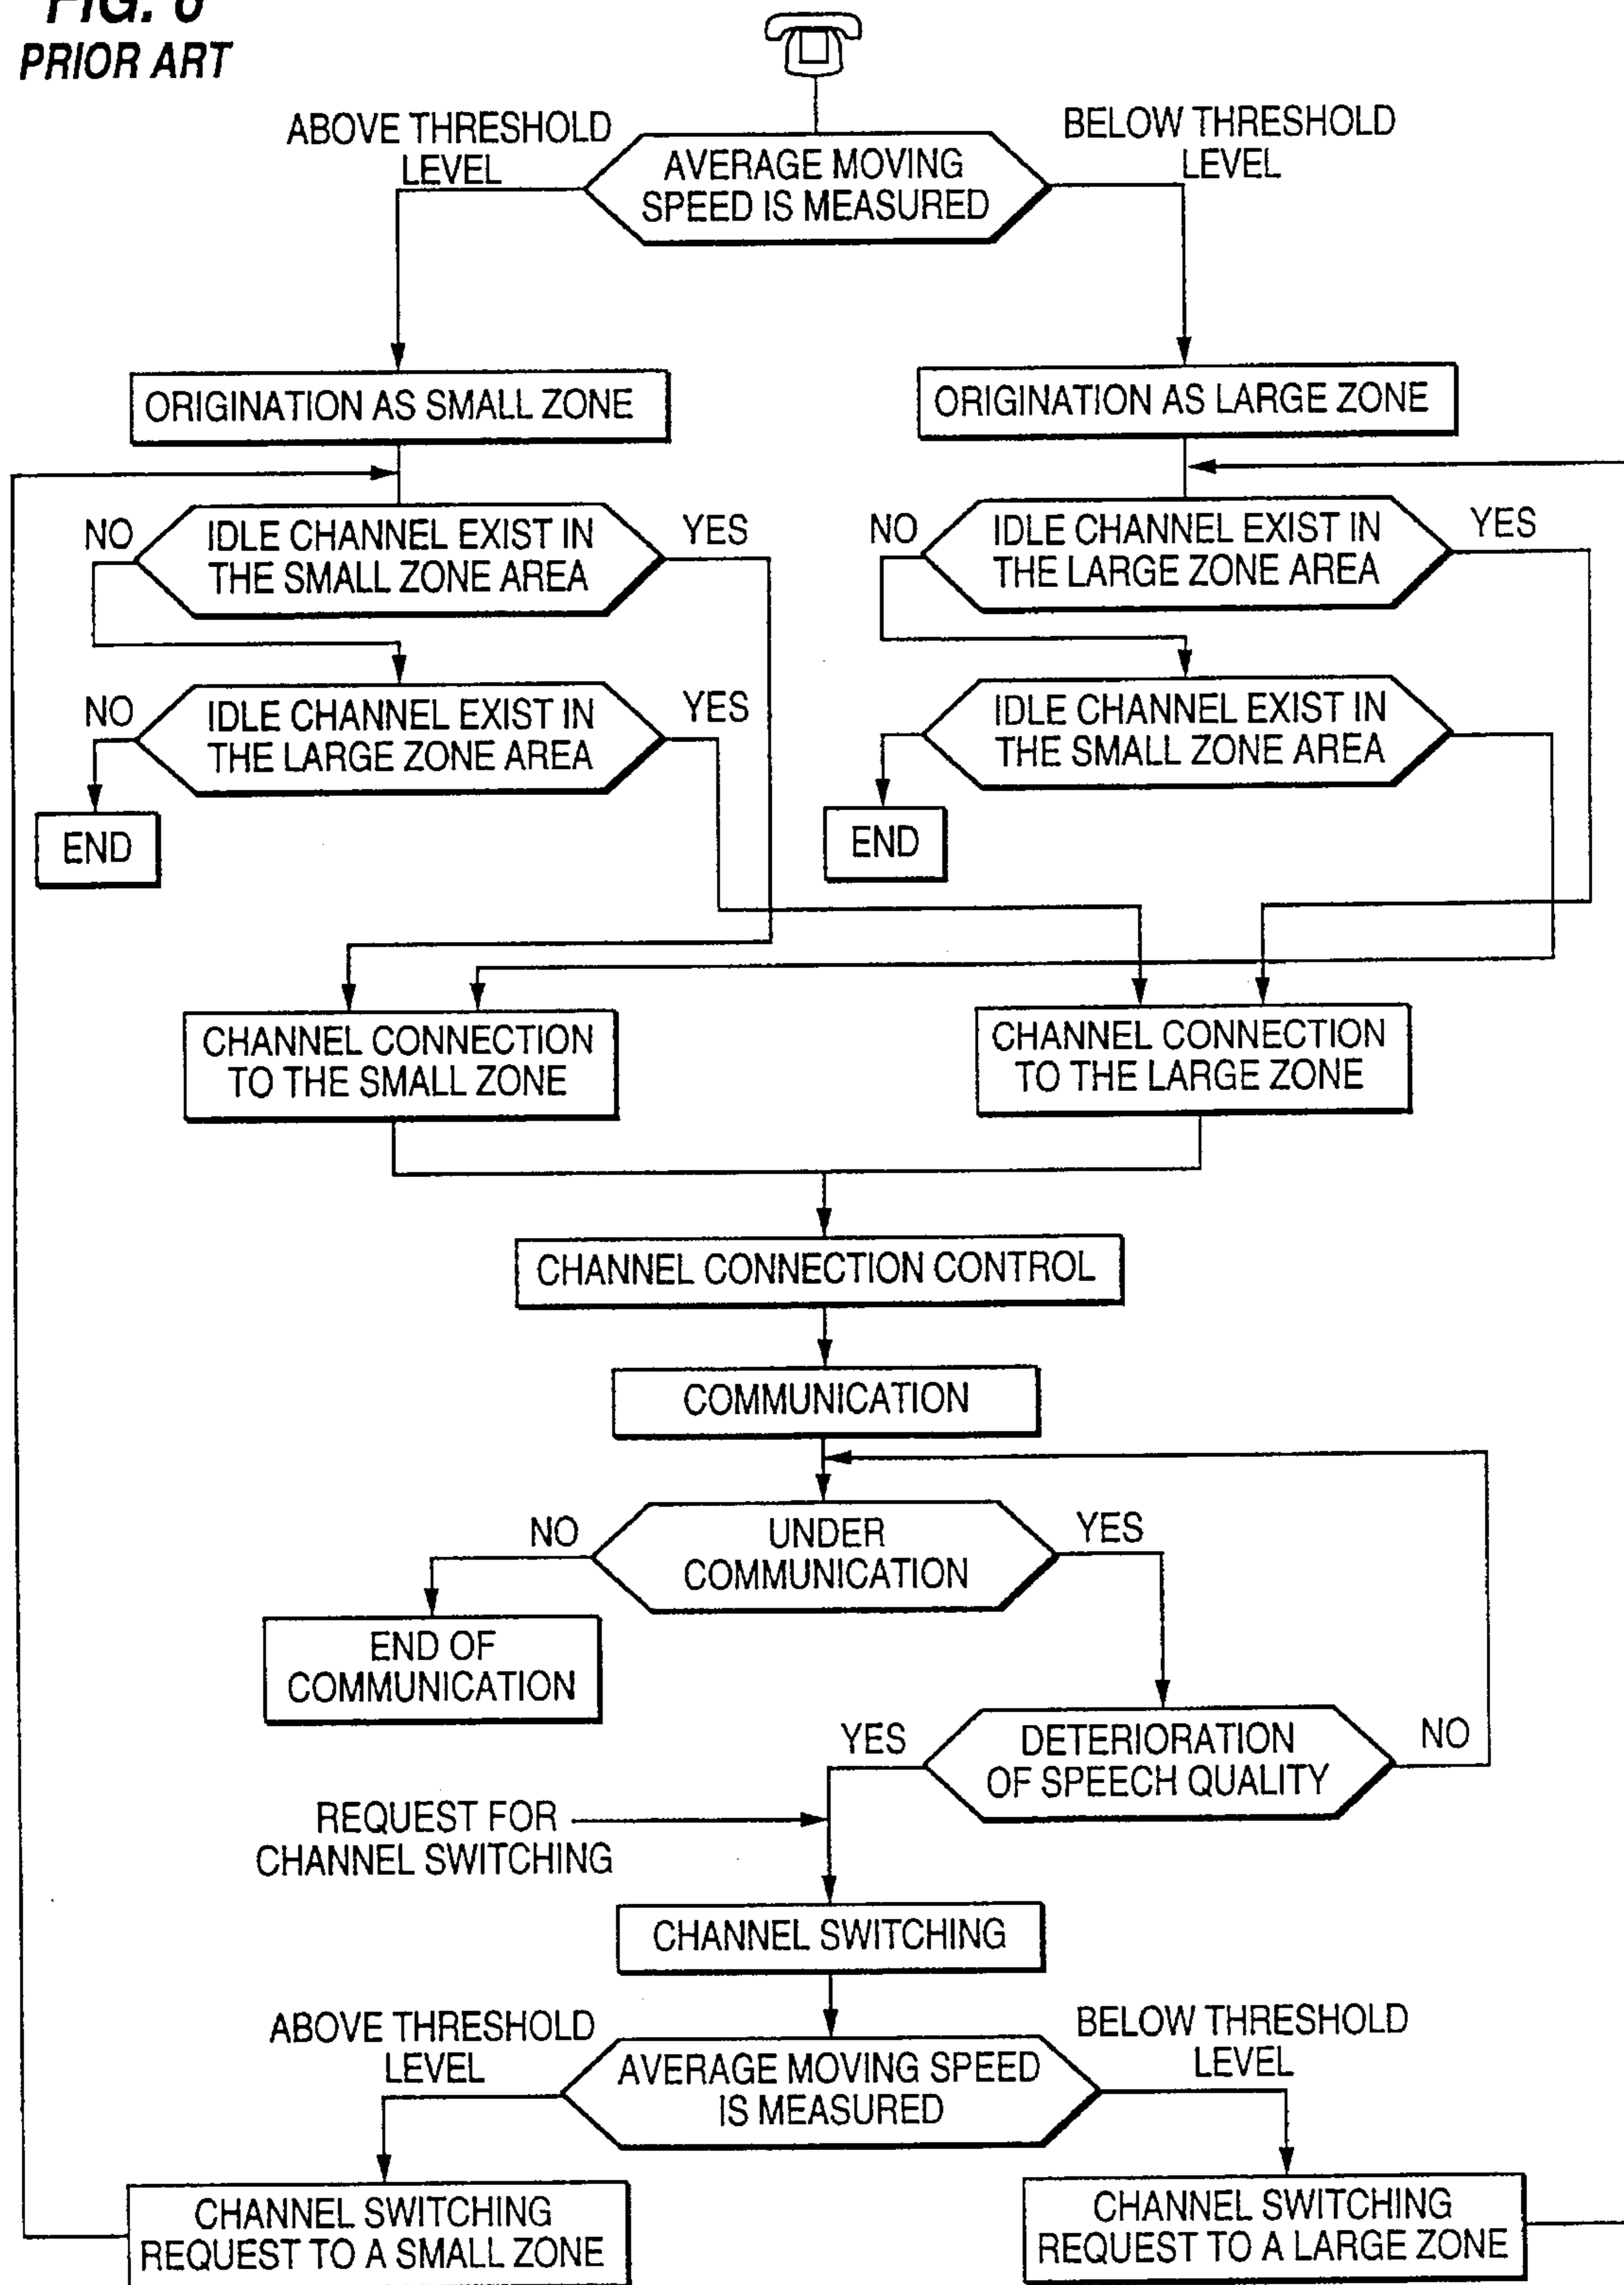 FIG. 6
PRIOR ART
ABOVE THRESHOLD
LEVEL
AVERAGE MOVING
SPEED IS MEASURED
BELOW THRESHOLD
LEVEL
ORIGINATION AS SMALL ZONE
ORIGINATION AS LARGE ZONE
NO
IDLE CHANNEL EXIST IN
THE SMALL ZONE AREA
YES
NO
IDLE CHANNEL EXIST IN
THE LARGE ZONE AREA
YES
NO
IDLE CHANNEL EXIST IN
THE LARGE ZONE AREA
YES
IDLE CHANNEL EXIST IN
THE SMALL ZONE AREA
END
END
CHANNEL CONNECTION
TO THE SMALL ZONE
CHANNEL CONNECTION
TO THE LARGE ZONE
CHANNEL CONNECTION CONTROL
COMMUNICATION
NO
UNDER
COMMUNICATION
YES
END OF
COMMUNICATION
YES
DETERIORATION
OF SPEECH QUALITY
NO
REQUEST FOR
CHANNEL SWITCHING
CHANNEL SWITCHING
ABOVE THRESHOLD
LEVEL
AVERAGE MOVING SPEED
IS MEASURED
BELOW THRESHOLD
LEVEL
CHANNEL SWITCHING
REQUEST TO A SMALL ZONE
CHANNEL SWITCHING
REQUEST TO A LARGE ZONE